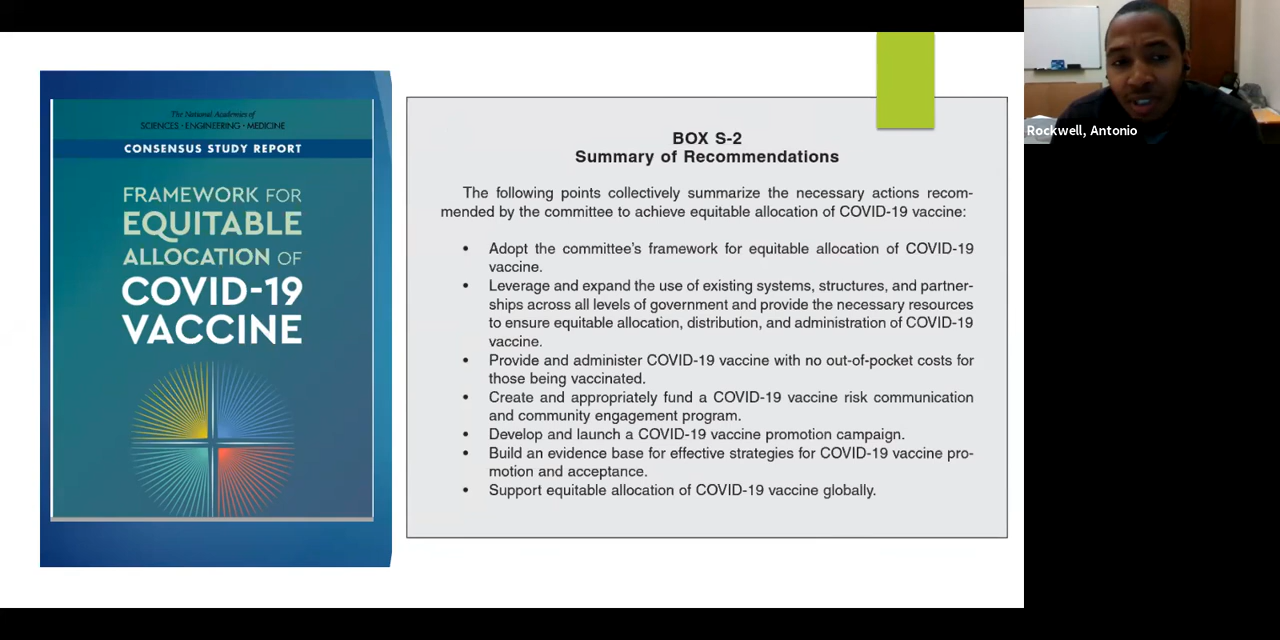 The National Academies of
SCIENCES · ENGINEERING · MEDICINE
CONSENSUS STUDY REPORT
FRAMEWORK FOR
EQUITABLE
ALLOCATION OF
COVID-19
VACCINE
BOX S-2
Summary of Recommendations
The following points collectively summarize the necessary actions recom-
mended by the committee to achieve equitable allocation of COVID-19 vaccine:
• Adopt the committee's framework for equitable allocation of COVID-19
vaccine.
• Leverage and expand the use of existing systems, structures, and partner-
ships across all levels of government and provide the necessary resources
to ensure equitable allocation, distribution, and administration of COVID-19
vaccine.
• Provide and administer COVID-19 vaccine with no out-of-pocket costs for
those being vaccinated.
• Create and appropriately fund a COVID-19 vaccine risk communication
and community engagement program.
• Develop and launch a COVID-19 vaccine promotion campaign.
• Build an evidence base for effective strategies for COVID-19 vaccine pro-
motion and acceptance.
• Support equitable allocation of COVID-19 vaccine globally.
Rockwell, Antonio